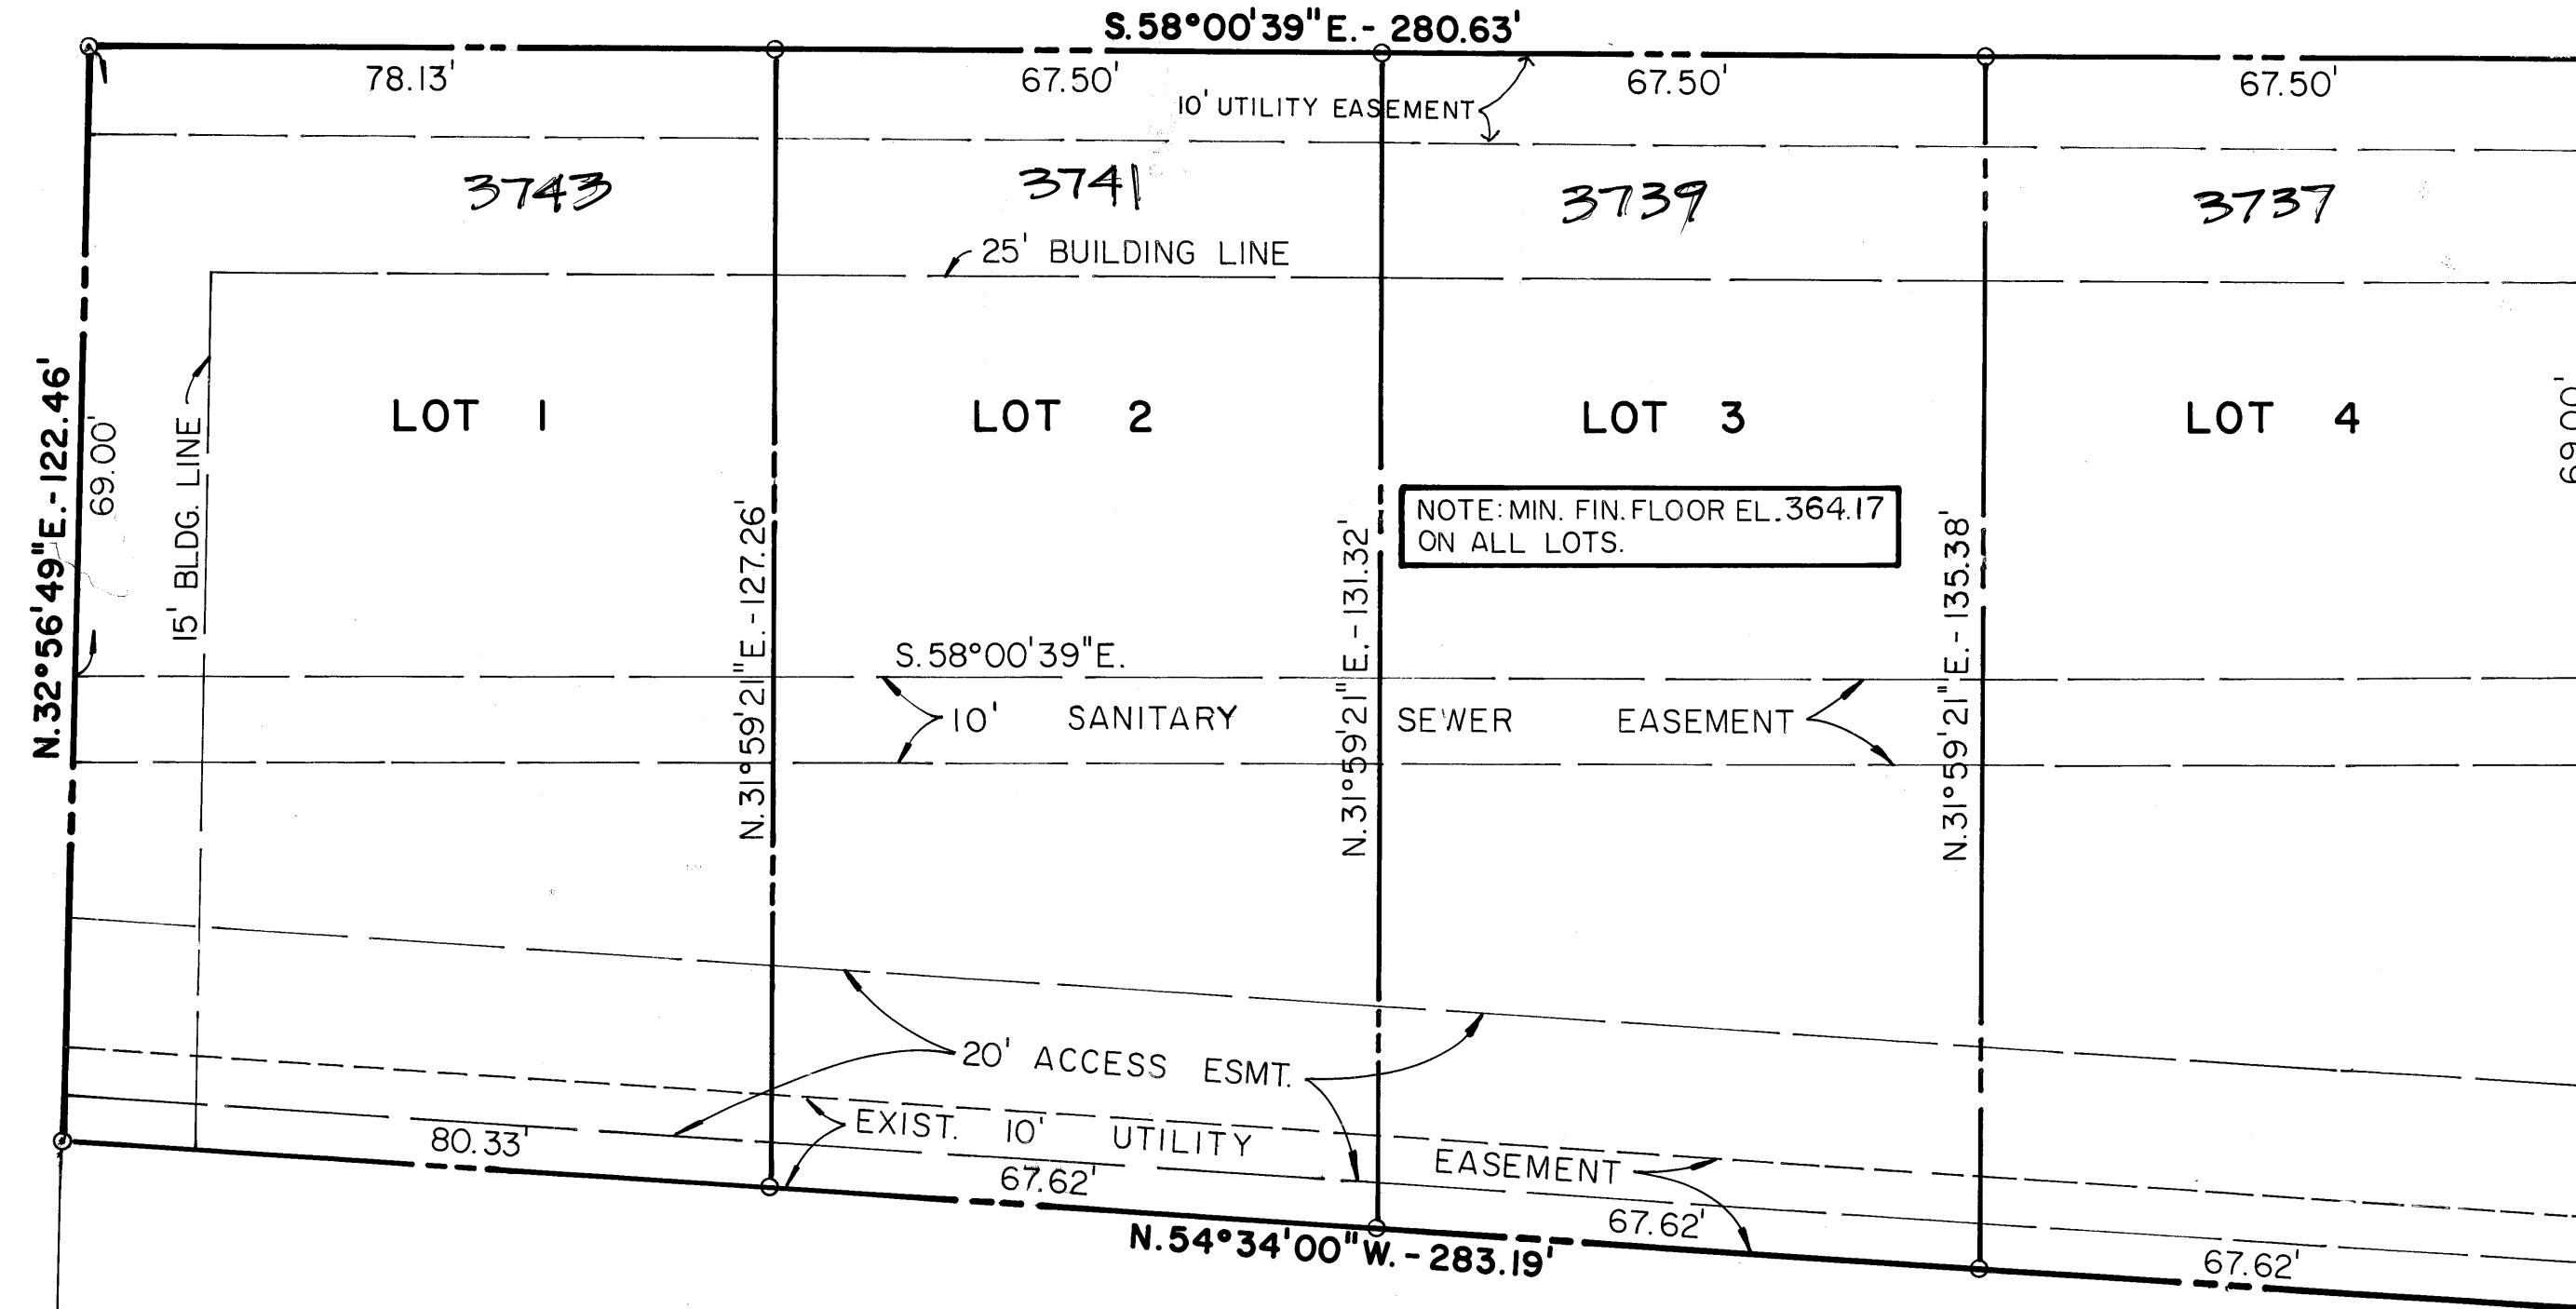 S.58°00'39"E.- 280.63'
78.13'
67.50'
67.50'
67.50'
10' UTILITY EASEMENT
3743
3741
3739
3737
25' BUILDING LINE
N.32°56'49"E.-122.46'
69.00'
15' BLDG. LINE
LOT 1
LOT 2
LOT 3
LOT 4
69.00'
NOTE: MIN. FIN. FLOOR EL. 364.17
ON ALL LOTS.
N.31°59'21"E.-127.26'
N.31°59'21"E.-131.32'
N.31°59'21"E.-135.38'
S.58°00'39"E.
10' SANITARY SEWER EASEMENT
20' ACCESS ESMT.
EXIST. 10' UTILITY EASEMENT
80.33'
67.62'
67.62'
67.62'
N.54°34'00"W.-283.19'